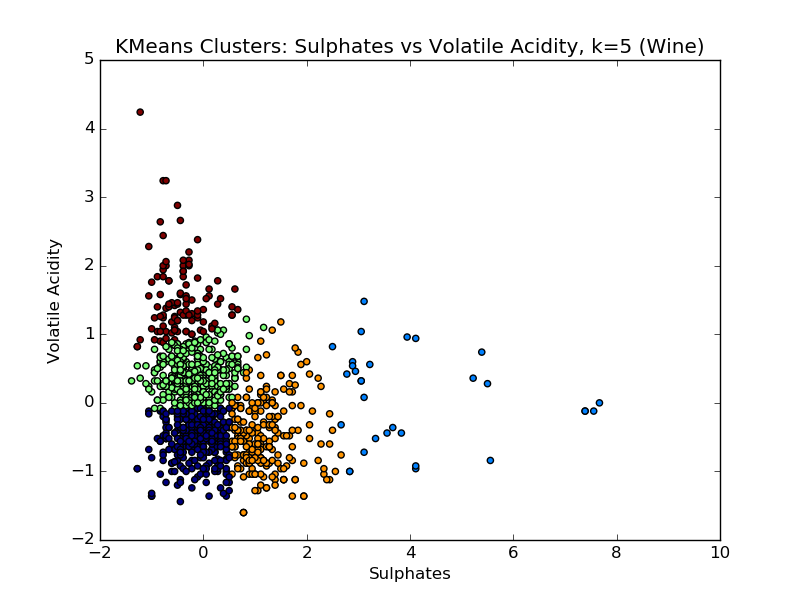 KMeans Clusters: Sulphates vs Volatile Acidity, k=5 (Wine)
5
4
3
2
1
0
−1
−2
Volatile Acidity
−2 0 2 4 6 8 10
Sulphates